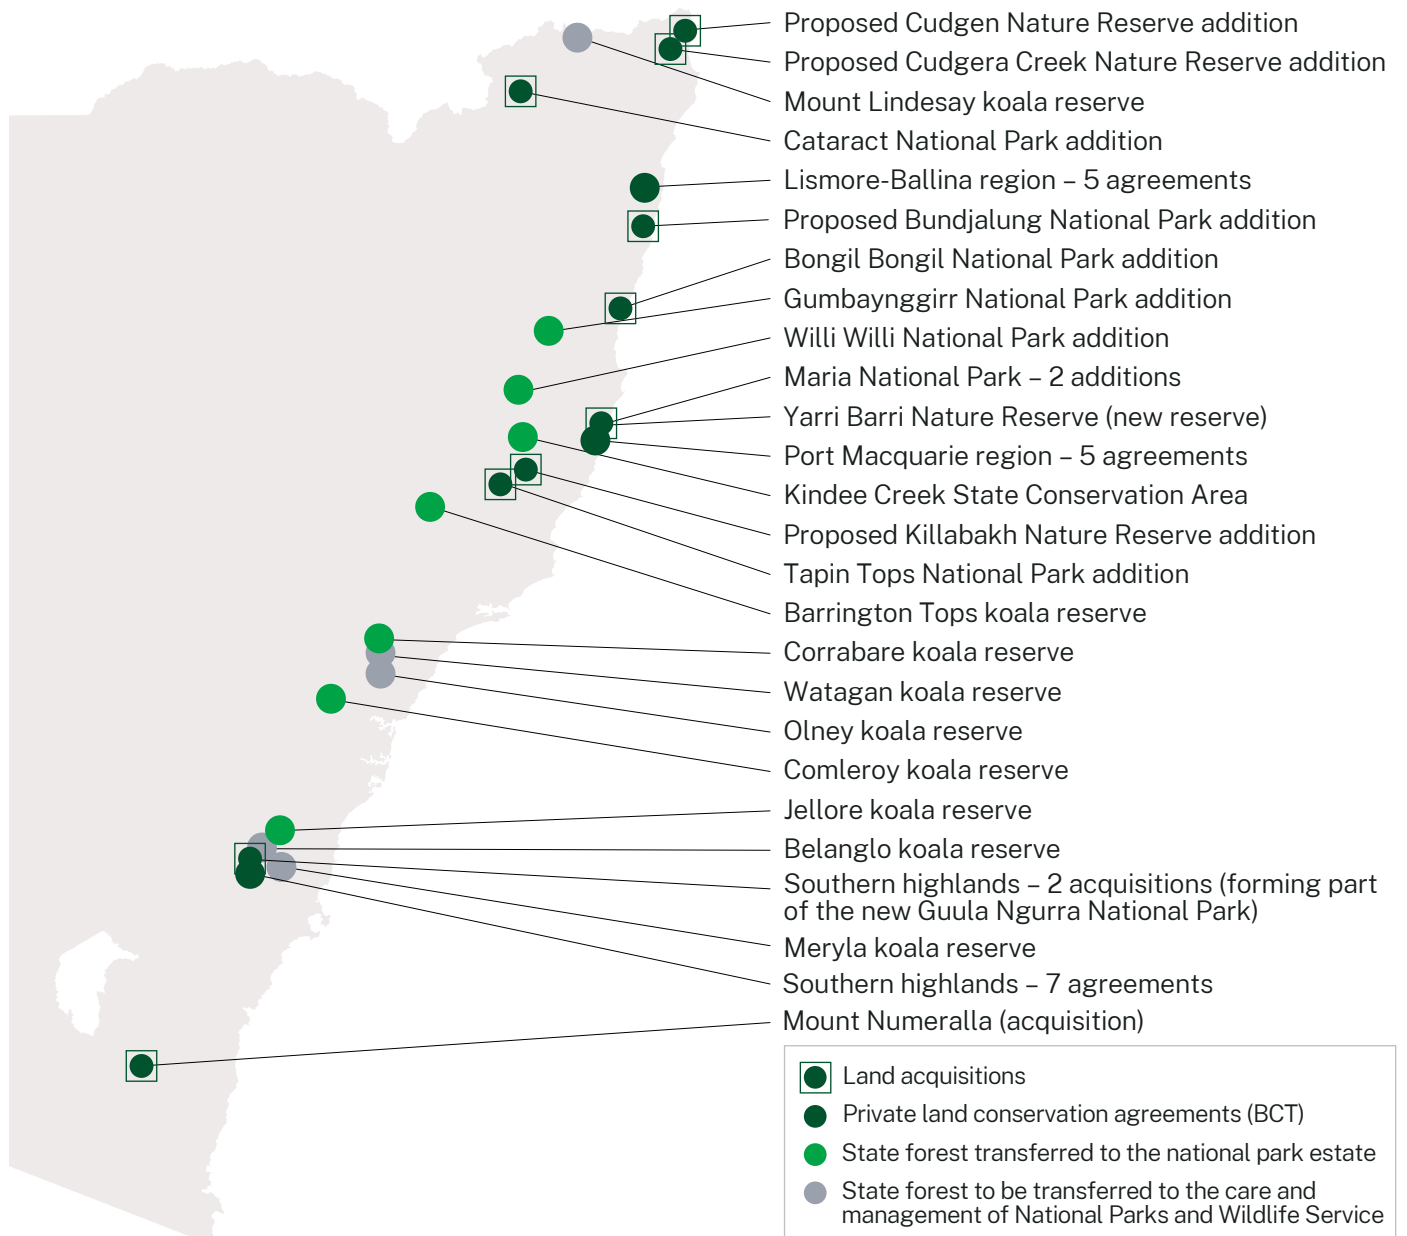 Proposed Cudgen Nature Reserve addition
Proposed Cudgera Creek Nature Reserve addition
Mount Lindesay koala reserve
Cataract National Park addition
Lismore-Ballina region – 5 agreements
Proposed Bundjalung National Park addition
Bongil Bongil National Park addition
Gumbaynggirr National Park addition
Willi Willi National Park addition
Maria National Park – 2 additions
Yarri Barri Nature Reserve (new reserve)
Port Macquarie region – 5 agreements
Kindee Creek State Conservation Area
Proposed Killabakh Nature Reserve addition
Tapin Tops National Park addition
Barrington Tops koala reserve
Corrabare koala reserve
Watagan koala reserve
Olney koala reserve
Comleroy koala reserve
Jellore koala reserve
Belanglo koala reserve
Southern highlands – 2 acquisitions (forming part
of the new Guula Ngurra National Park)
Meryla koala reserve
Southern highlands – 7 agreements
Mount Numeralla (acquisition)
Land acquisitions
Private land conservation agreements (BCT)
State forest transferred to the national park estate
State forest to be transferred to the care and
management of National Parks and Wildlife Service